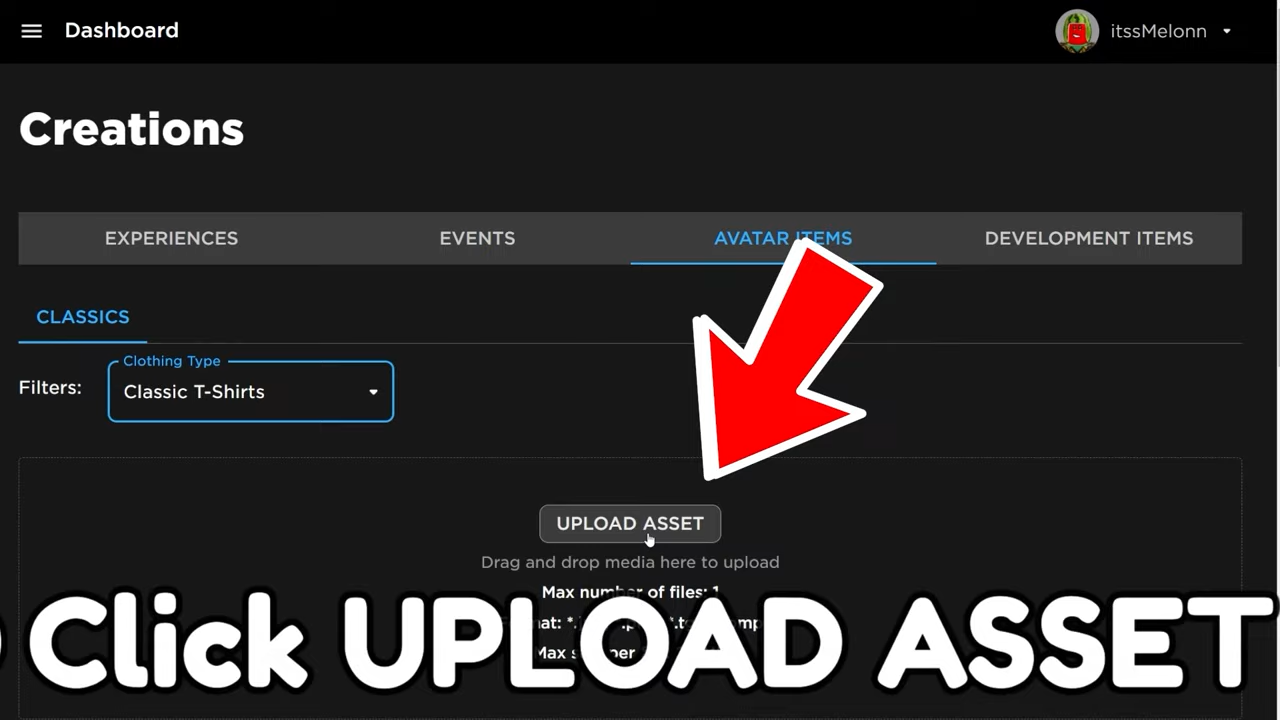 Dashboard
itssMelonn
Creations
EXPERIENCES
EVENTS
AVATAR ITEMS
DEVELOPMENT ITEMS
CLASSICS
Clothing Type
Filters:
Classic T-Shirts
UPLOAD ASSET
Drag and drop media here to upload
Max number of files: 1
Click UPLOAD ASSET